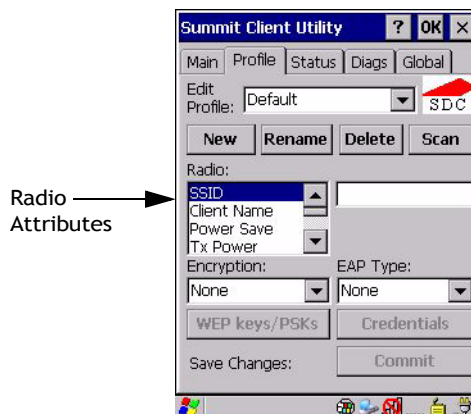 Summit Client Utility ? OK ×
Main Profile Status Diags Global
Edit
Profile: Default
SDC
New Rename Delete Scan
Radio:
SSID
Client Name
Power Save
Tx Power
Radio
Attributes
Encryption: EAP Type:
None None
WEP keys/PSKs Credentials
Save Changes: Commit